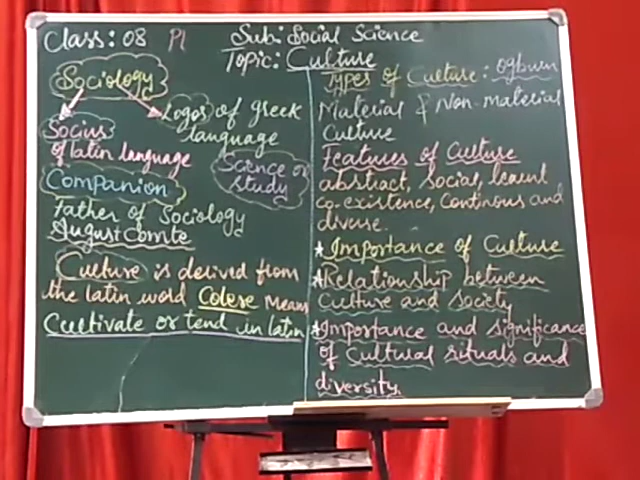 Class: 08 P1
Sub: Social Science
Topic: Culture
Sociology
Logos of greek
language
Socius
of latin language
Science or
study
Companion
Father of Sociology
August Comte
Culture is derived from
the latin word Colere means
Cultivate or tend in latin
Types of Culture: Ogburn
Material & Non-material
Culture
Features of Culture
abstract, social, learnt
co-existence, Continous and
diverse.
* Importance of Culture
* Relationship between
Culture and Society
* Importance and significance
of Cultural rituals and
diversity.